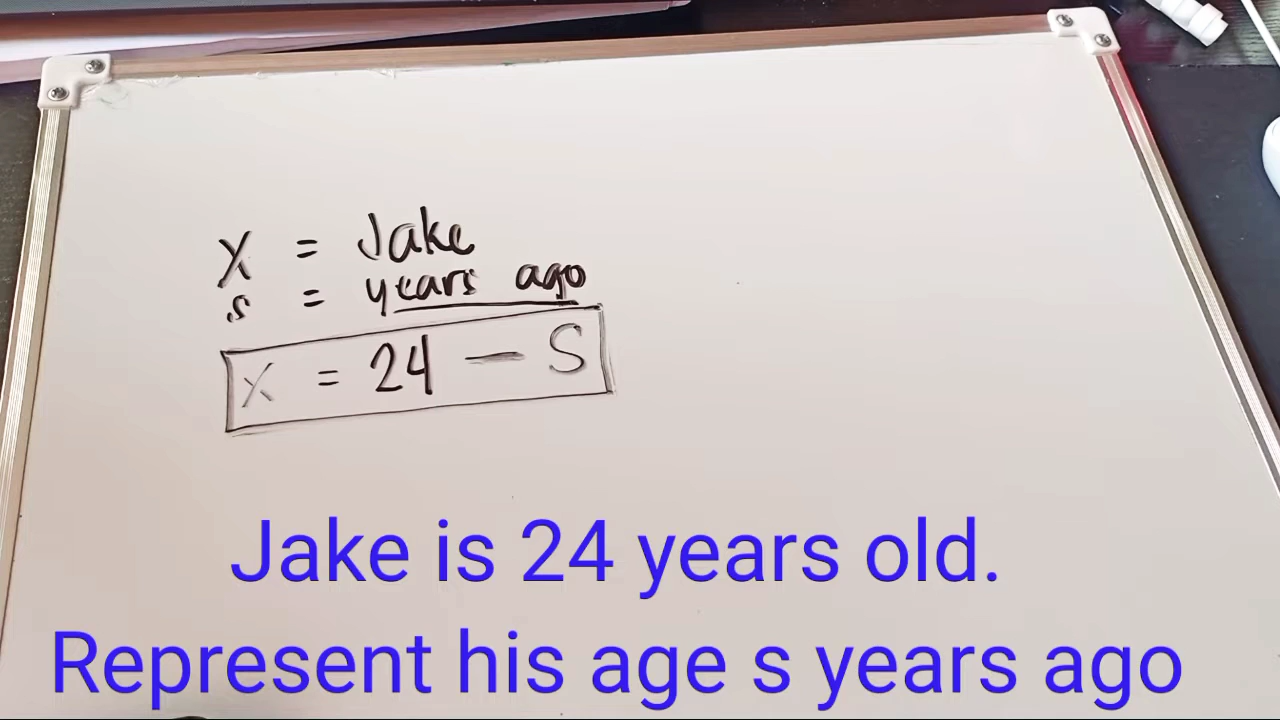 X = Jake
s = years ago
X = 24 - S
Jake is 24 years old.
Represent his age s years ago